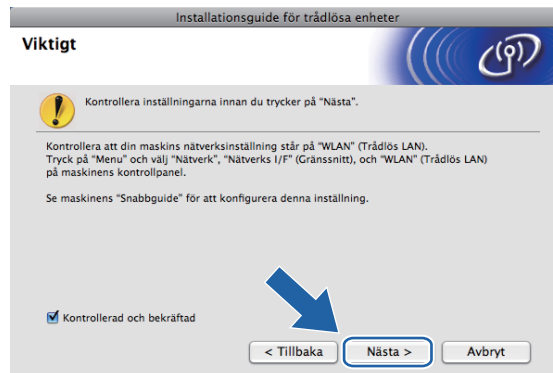 Installationsguide för trådlösa enheter
Viktigt
Kontrollera inställningarna innan du trycker på "Nästa".
Kontrollera att din maskins nätverksinställning står på "WLAN" (Trådlös LAN).
Tryck på "Menu" och välj "Nätverk", "Nätverks I/F" (Gränssnitt), och "WLAN" (Trådlös LAN)
på maskinens kontrollpanel.
Se maskinens "Snabbguide" för att konfigurera denna inställning.
Kontrollerad och bekräftad
< Tillbaka
Nästa >
Avbryt